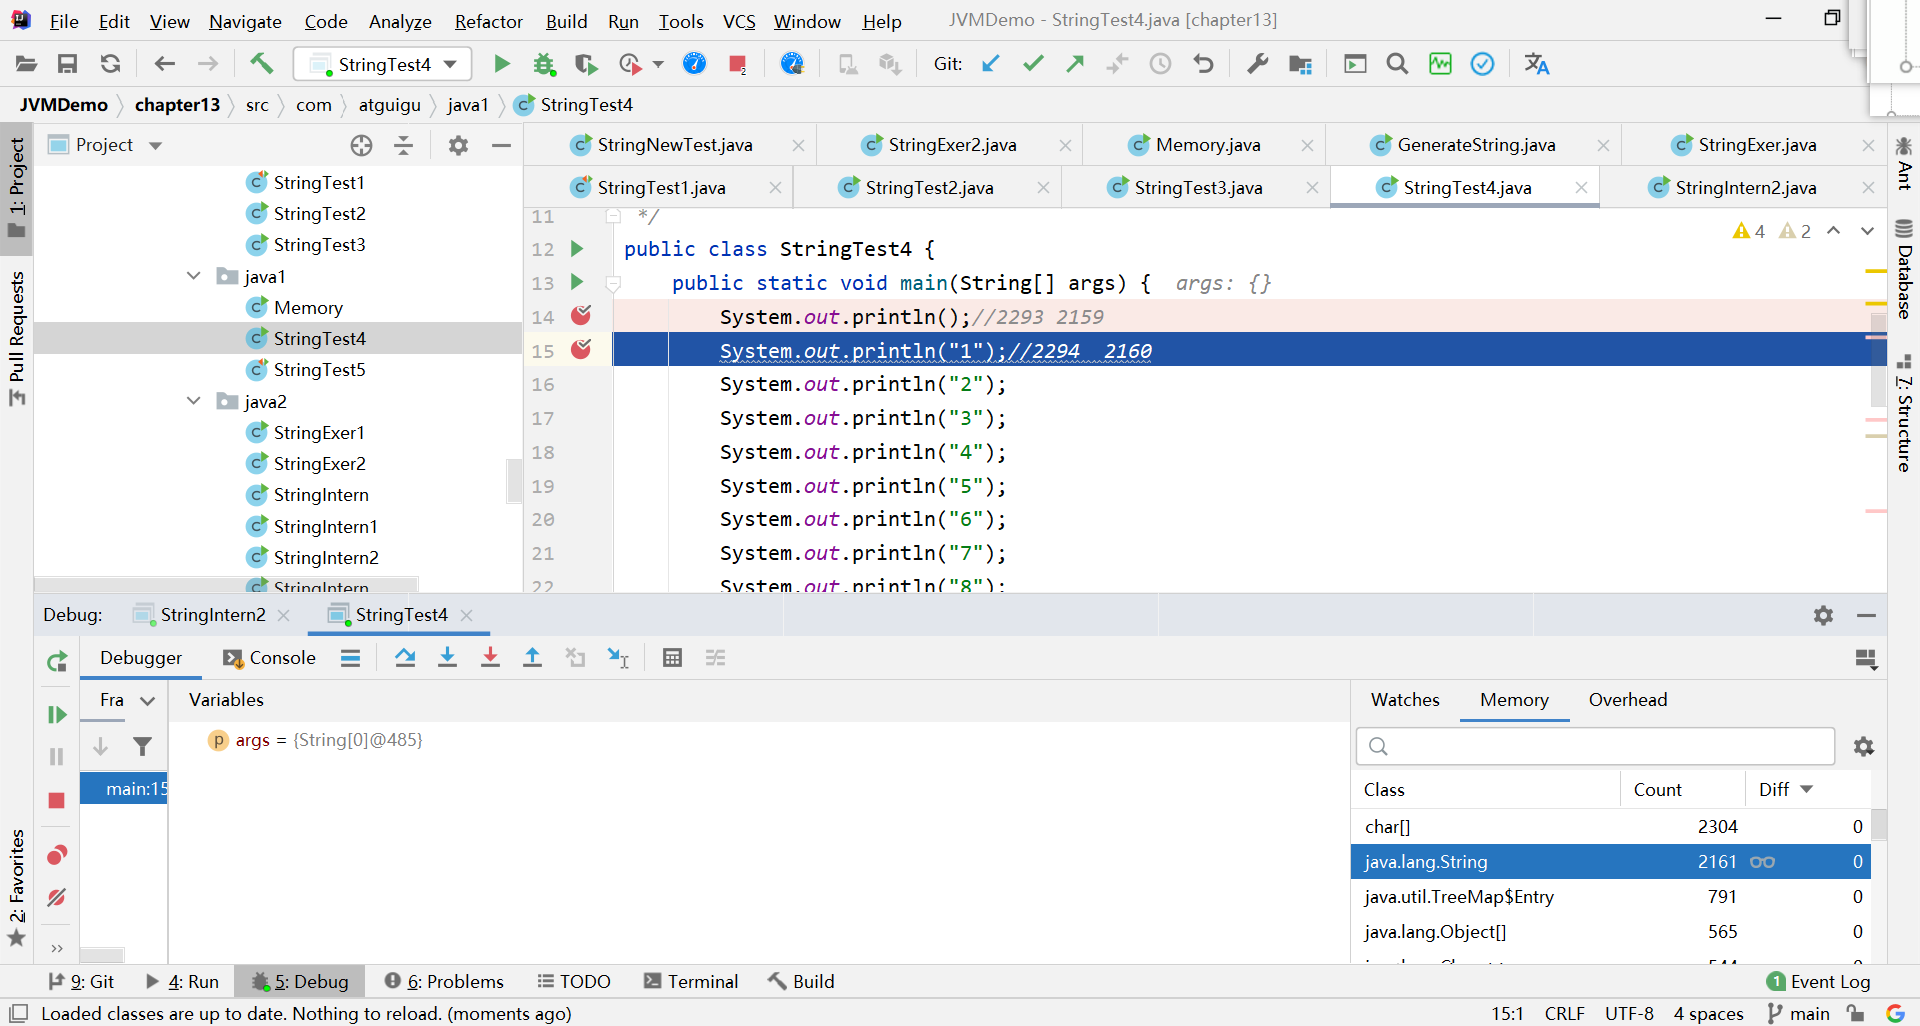 File Edit View Navigate Code Analyze Refactor Build Run Tools VCS Window Help JVMDemo - StringTest4.java [chapter13]
StringTest4 Git:
JVMDemo chapter13 src com atguigu java1 StringTest4
1: Project
Pull Requests
2: Favorites
Project
StringTest1
StringTest2
StringTest3
java1
Memory
StringTest4
StringTest5
java2
StringExer1
StringExer2
StringIntern
StringIntern1
StringIntern2
StringIntern
StringNewTest.java StringExer2.java Memory.java GenerateString.java StringExer.java
StringTest1.java StringTest2.java StringTest3.java StringTest4.java StringIntern2.java
4 2
11 */
12 public class StringTest4 {
13 public static void main(String[] args) { args: {}
14 System.out.println();//2293 2159
15 System.out.println("1");//2294 2160
16 System.out.println("2");
17 System.out.println("3");
18 System.out.println("4");
19 System.out.println("5");
20 System.out.println("6");
21 System.out.println("7");
22 System.out.println("8");
Ant
Database
7: Structure
Debug: StringIntern2 StringTest4
Debugger Console
Fra Variables
main:15
args = {String[0]@485}
Watches Memory Overhead
Class Count Diff
char[] 2304 0
java.lang.String 2161 0
java.util.TreeMap$Entry 791 0
java.lang.Object[] 565 0
9: Git 4: Run 5: Debug 6: Problems TODO Terminal Build 1 Event Log
Loaded classes are up to date. Nothing to reload. (moments ago) 15:1 CRLF UTF-8 4 spaces main